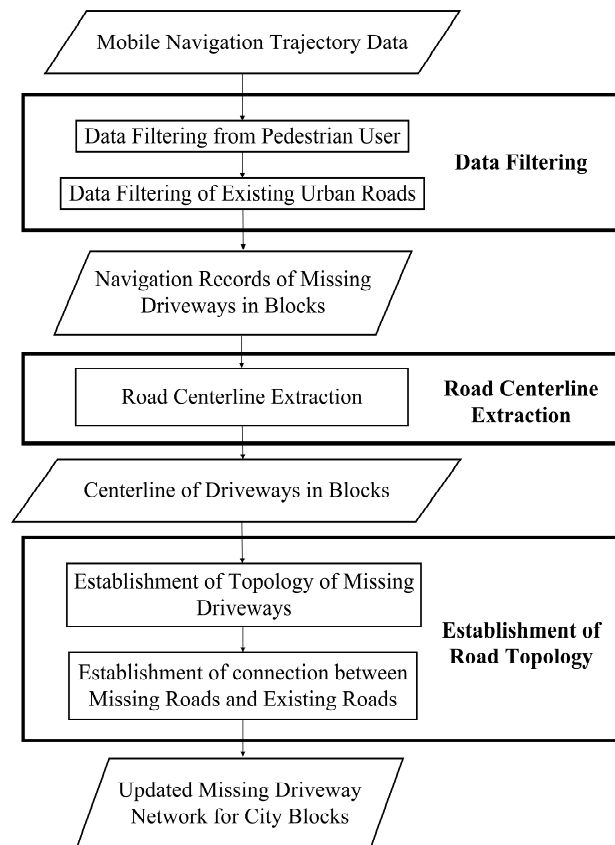 Mobile Navigation Trajectory Data
Data Filtering from Pedestrian User
Data Filtering of Existing Urban Roads
Data Filtering
Navigation Records of Missing
Driveways in Blocks
Road Centerline Extraction
Road Centerline
Extraction
Centerline of Driveways in Blocks
Establishment of Topology of Missing
Driveways
Establishment of connection between
Missing Roads and Existing Roads
Establishment of
Road Topology
Updated Missing Driveway
Network for City Blocks